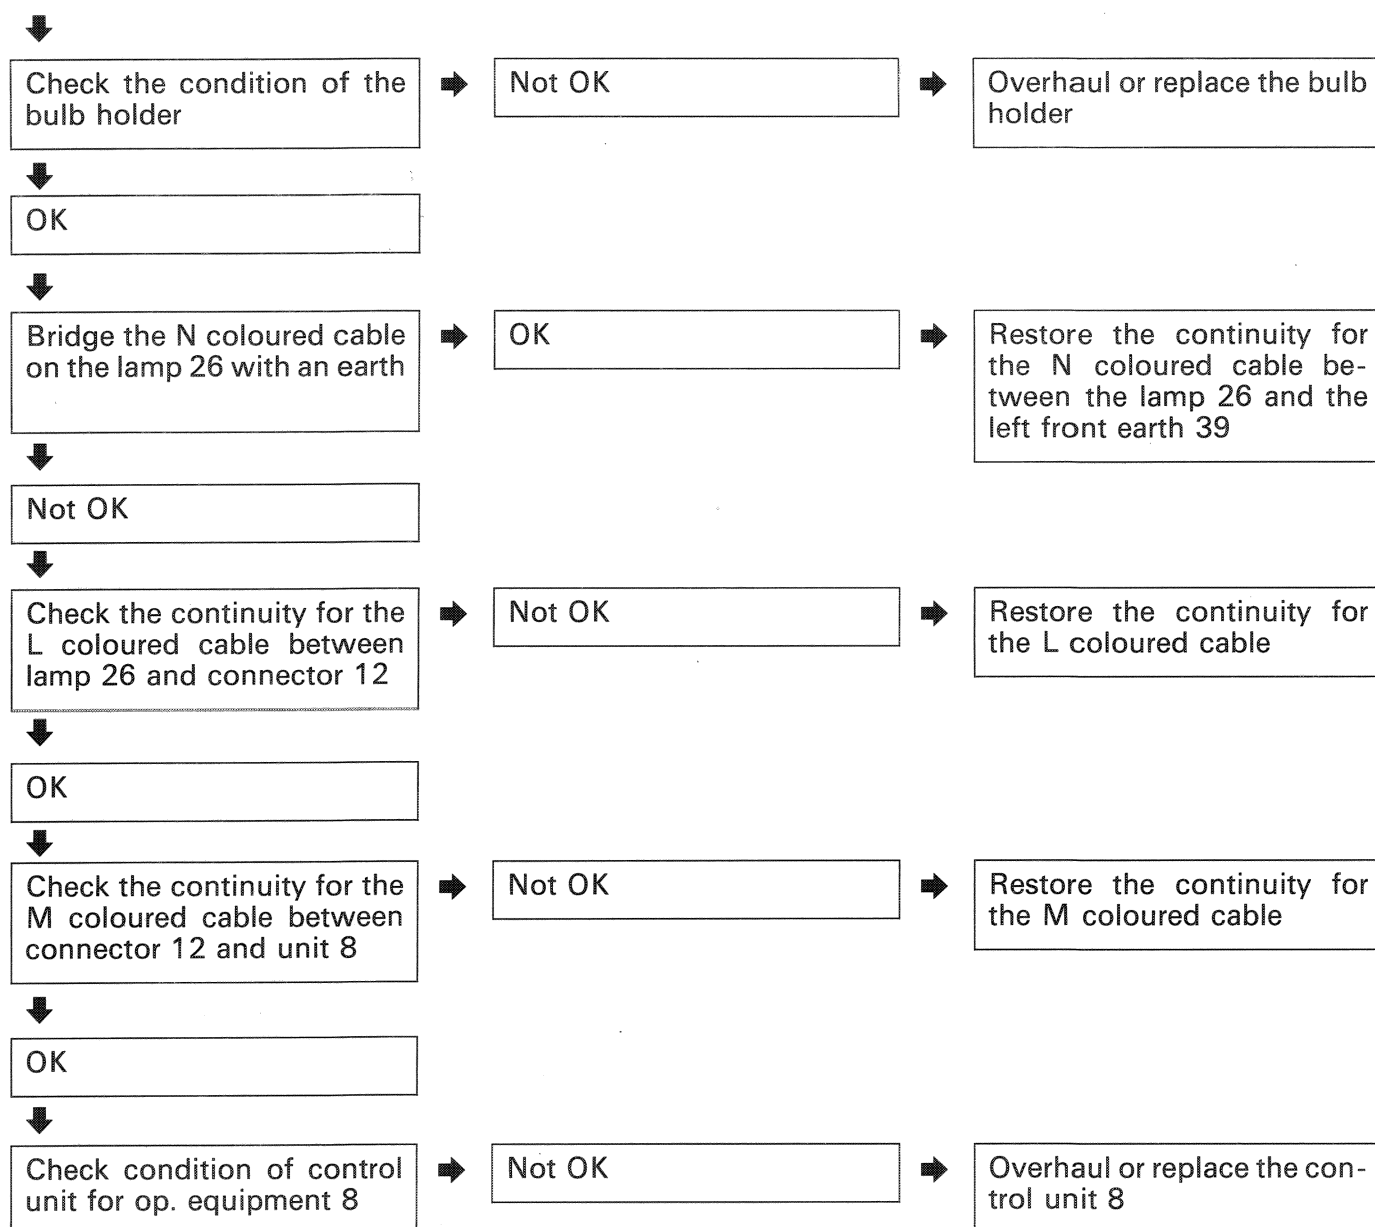 Check the condition of the
bulb holder
Not OK
Overhaul or replace the bulb
holder
OK
Bridge the N coloured cable
on the lamp 26 with an earth
OK
Restore the continuity for
the N coloured cable be-
tween the lamp 26 and the
left front earth 39
Not OK
Check the continuity for the
L coloured cable between
lamp 26 and connector 12
Not OK
Restore the continuity for
the L coloured cable
OK
Check the continuity for the
M coloured cable between
connector 12 and unit 8
Not OK
Restore the continuity for
the M coloured cable
OK
Check condition of control
unit for op. equipment 8
Not OK
Overhaul or replace the con-
trol unit 8